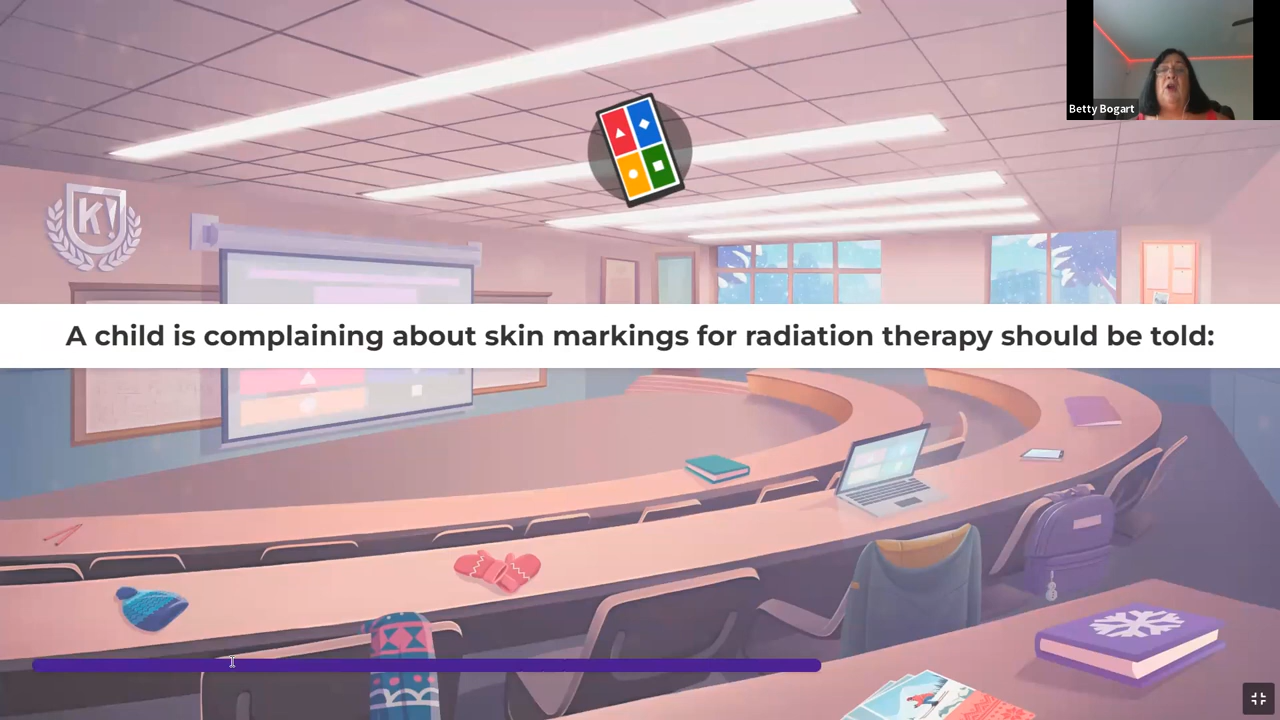 Betty Bogart
K!
A child is complaining about skin markings for radiation therapy should be told: